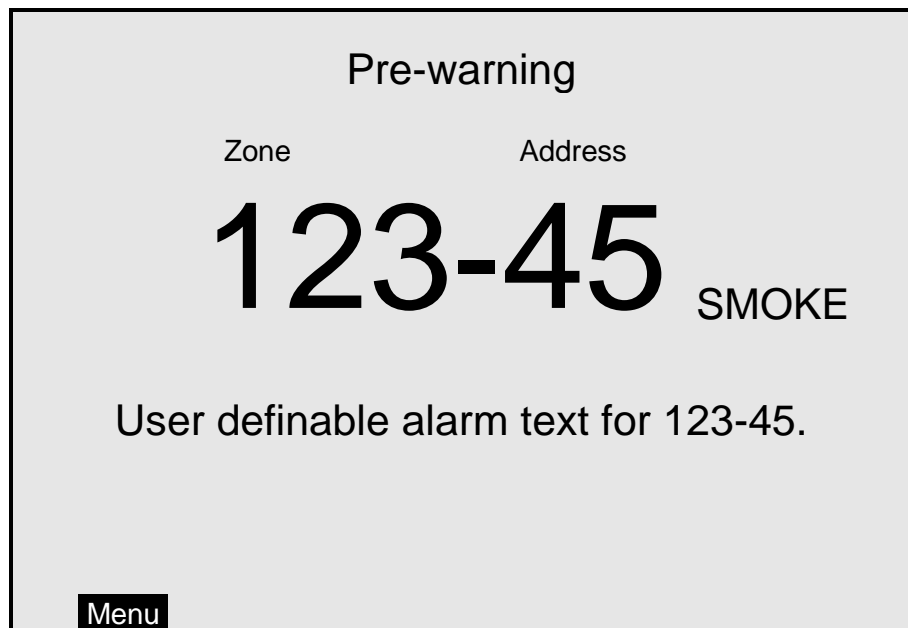 Pre-warning
Zone Address
123-45 SMOKE
User definable alarm text for 123-45.
Menu